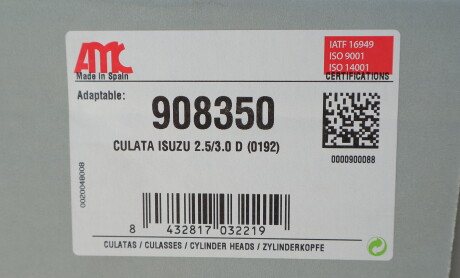 AMC
Made in Spain
IATF 16949
ISO 9001
ISO 14001
CERTIFICATIONS
Adaptable:
908350
CULATA ISUZU 2.5/3.0 D (0192)
0000900088
0020048008
8 432817 032219
CULATAS / CULASSES / CYLINDER HEADS / ZYLINDERKOPFE